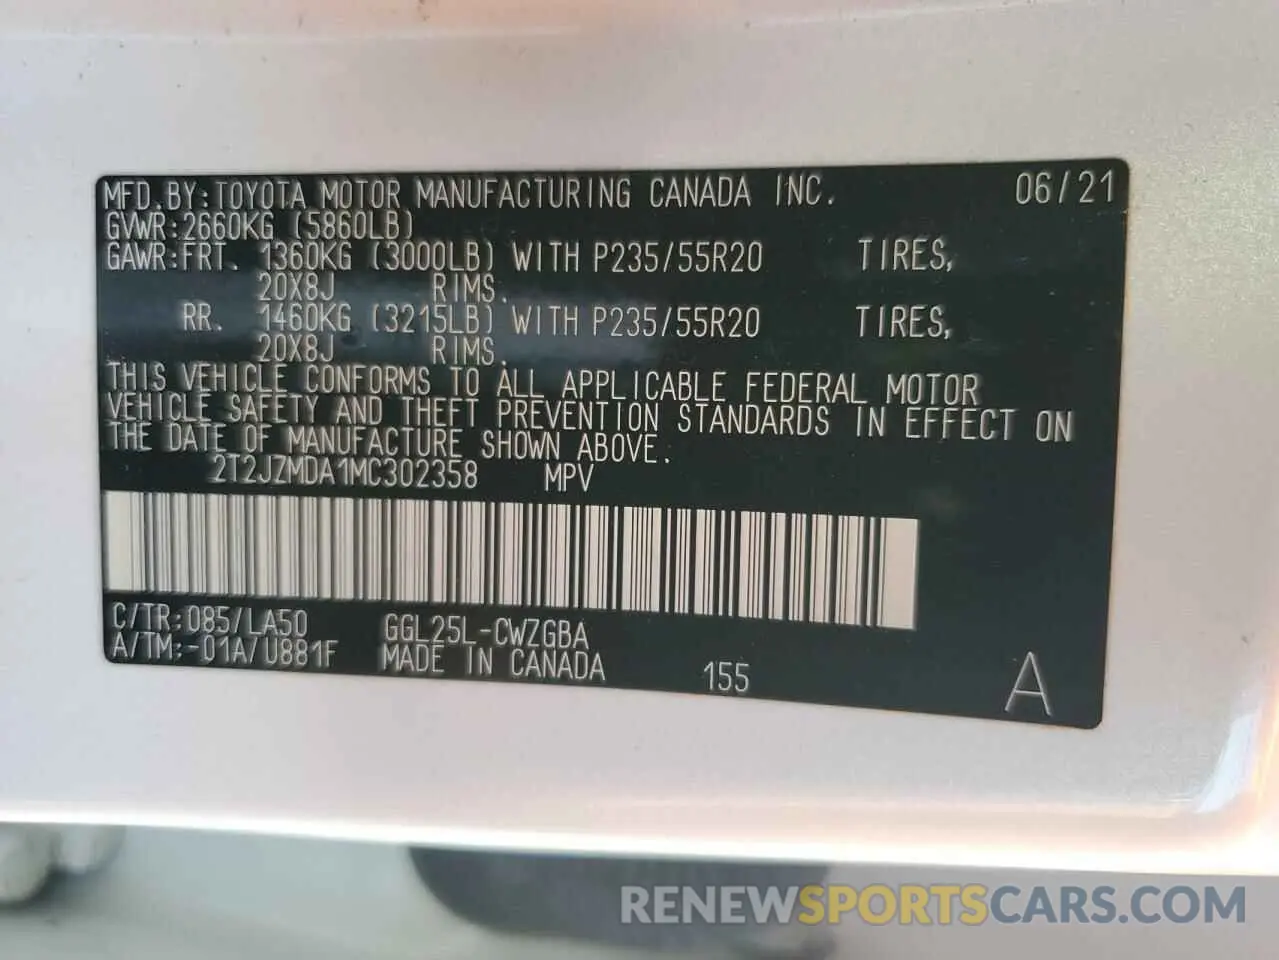 MFD.BY:TOYOTA MOTOR MANUFACTURING CANADA INC. 06/21
GVWR:2660KG (5860LB)
GAWR:FRT. 1360KG (3000LB) WITH P235/55R20 TIRES,
20X8J RIMS.
RR. 1460KG (3215LB) WITH P235/55R20 TIRES,
20X8J RIMS.
THIS VEHICLE CONFORMS TO ALL APPLICABLE FEDERAL MOTOR
VEHICLE SAFETY AND THEFT PREVENTION STANDARDS IN EFFECT ON
THE DATE OF MANUFACTURE SHOWN ABOVE.
2T2JZMDA1MC302358 MPV
C/TR:085/LA50 GGL25L-CWZGBA
A/TM:-01A/U881F MADE IN CANADA 155 A
RENEWSPORTSCARS.COM